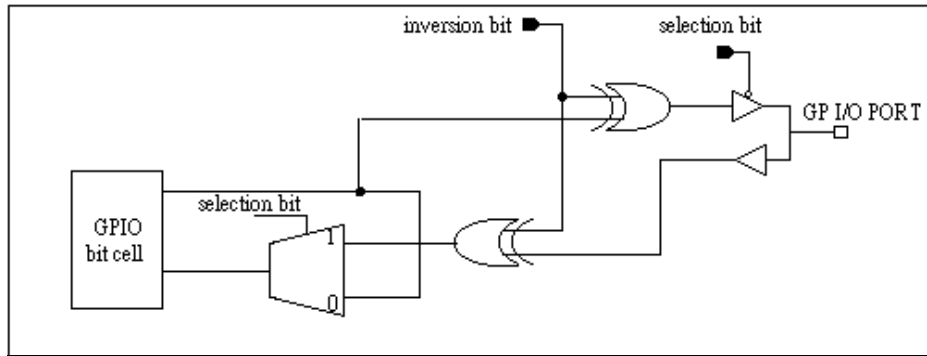 inversion bit
selection bit
GP I/O PORT
selection bit
GPIO
bit cell
1
0